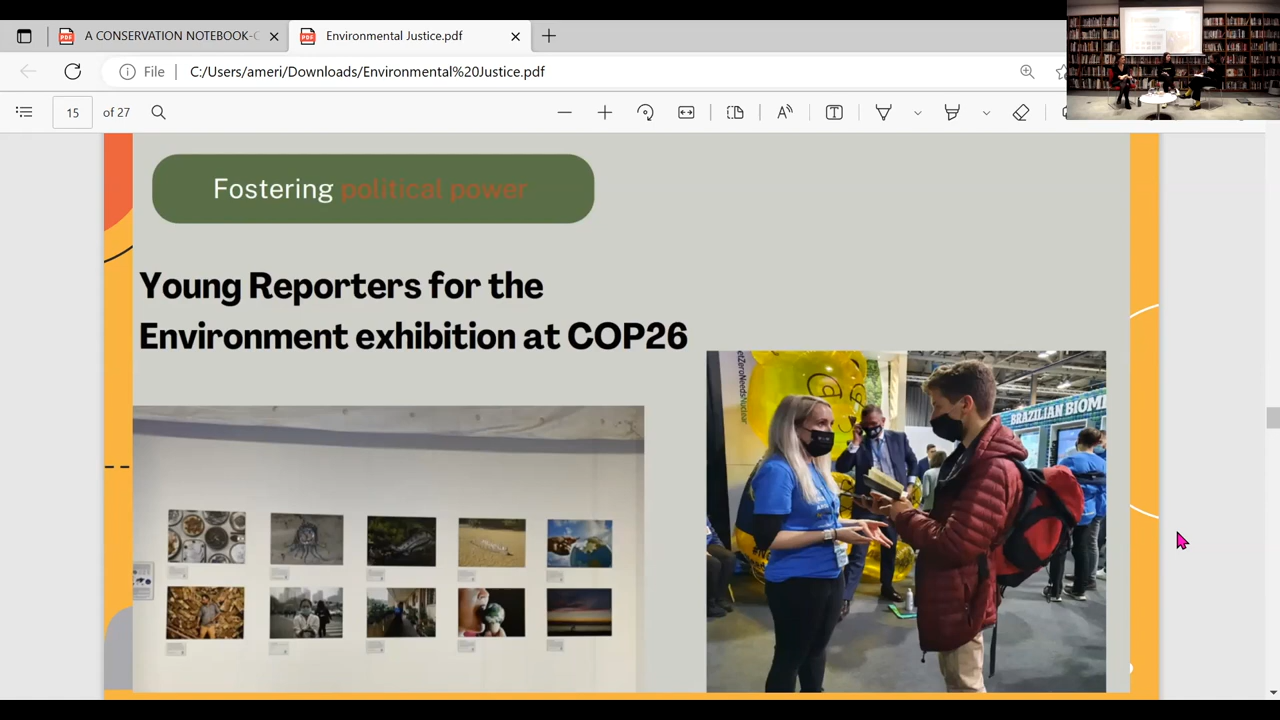 A CONSERVATION NOTEBOOK-
Environmental Justice.pdf
File
C:/Users/ameri/Downloads/Environmental%20Justice.pdf
15
of 27
Fostering political power
Young Reporters for the
Environment exhibition at COP26
etZeroNeedsNuclear
BRAZILIAN BIOM